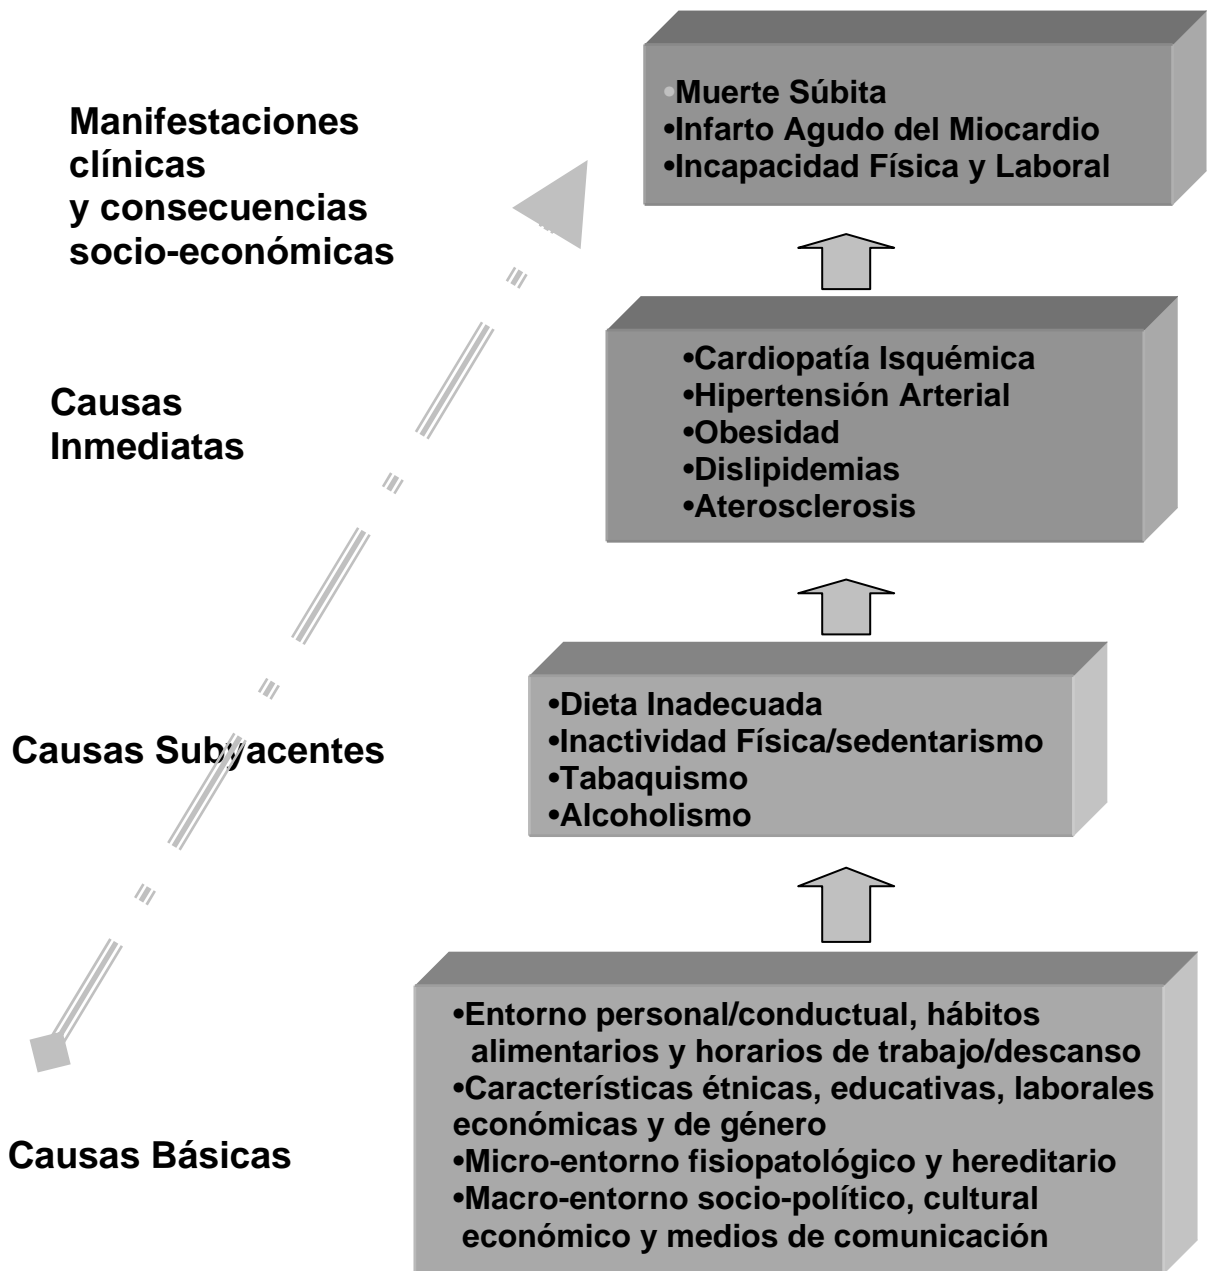 Manifestaciones
clínicas
y consecuencias
socio-económicas
•Muerte Súbita
•Infarto Agudo del Miocardio
•Incapacidad Física y Laboral
Causas
Inmediatas
•Cardiopatía Isquémica
•Hipertensión Arterial
•Obesidad
•Dislipidemias
•Aterosclerosis
Causas Subyacentes
•Dieta Inadecuada
•Inactividad Física/sedentarismo
•Tabaquismo
•Alcoholismo
Causas Básicas
•Entorno personal/conductual, hábitos
alimentarios y horarios de trabajo/descanso
•Características étnicas, educativas, laborales
económicas y de género
•Micro-entorno fisiopatológico y hereditario
•Macro-entorno socio-político, cultural
económico y medios de comunicación